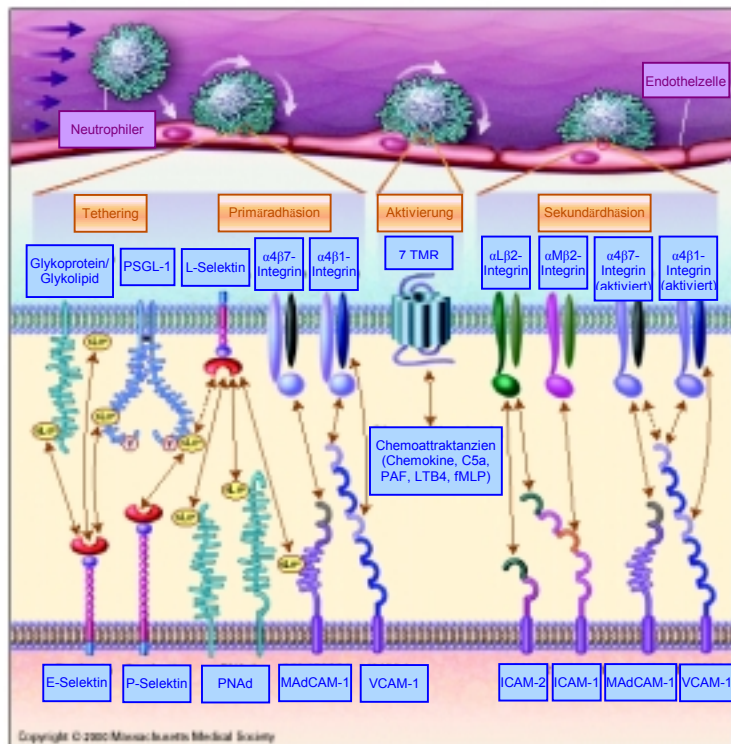 Endothelzelle
Neutrophiler
Tethering
Primäradhäsion
Aktivierung
Sekundärdhäsion
Glykoprotein/
Glykolipid
PSGL-1
L-Selektin
α4β7-
Integrin
α4β1-
Integrin
7 TMR
αLβ2-
Integrin
αMβ2-
Integrin
α4β7-
Integrin
(aktiviert)
α4β1-
Integrin
(aktiviert)
Chemoattraktanzien
(Chemokine, C5a,
PAF, LTB4, fMLP)
E-Selektin
P-Selektin
PNAd
MAdCAM-1
VCAM-1
ICAM-2
ICAM-1
MAdCAM-1
VCAM-1
Copyright © 2000 Massachusetts Medical Society